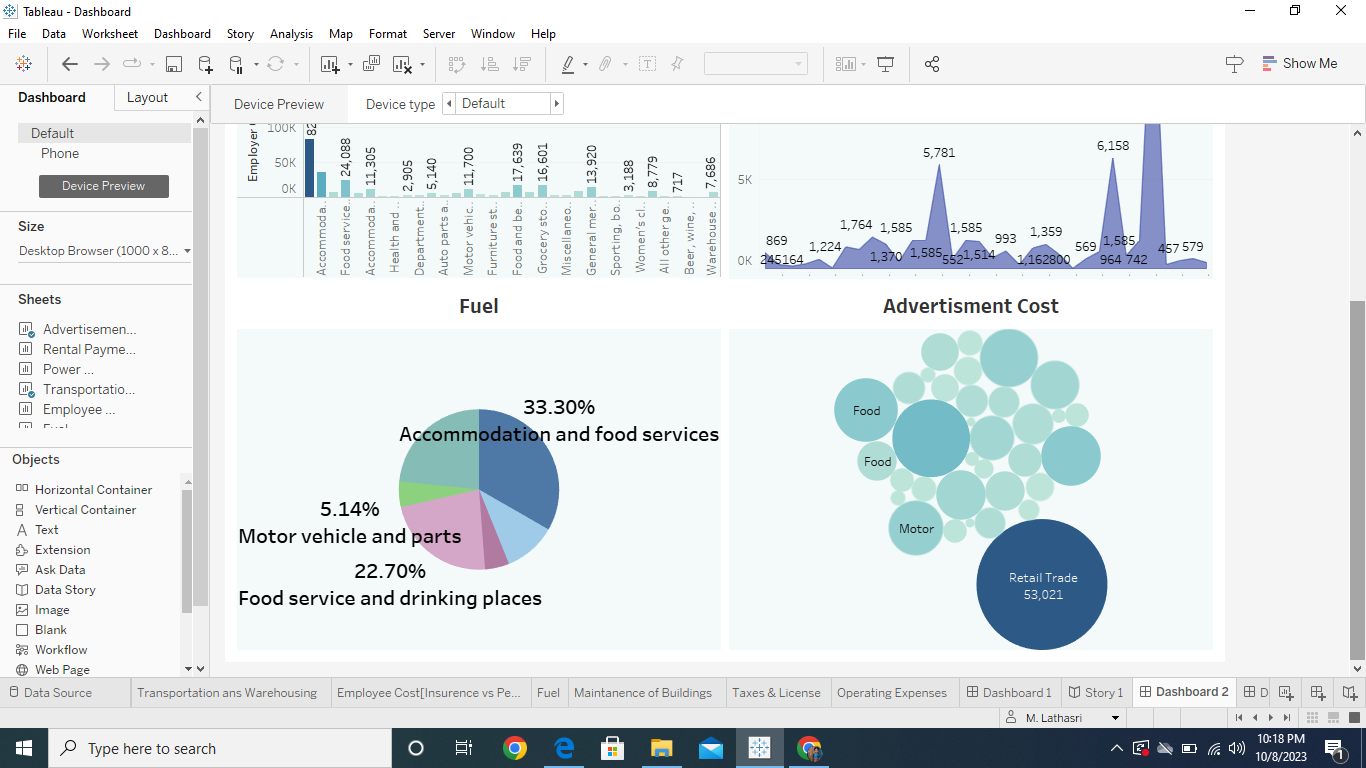 Tableau - Dashboard
File Data Worksheet Dashboard Story Analysis Map Format Server Window Help
Show Me
Dashboard Layout
Device Preview Device type Default
Default
Phone
Device Preview
Size
Desktop Browser (1000 x 8...
Sheets
Advertisemen...
Rental Payme...
Power ...
Transportatio...
Employee ...
Objects
Horizontal Container
Vertical Container
Text
Extension
Ask Data
Data Story
Image
Blank
Workflow
Web Page
Employer
100K
50K
0K
82
24,088
11,305
2,905
5,140
11,700
17,639
16,601
13,920
3,188
8,779
717
7,686
Accommoda..
Food service..
Accommoda..
Health and ..
Department..
Auto parts a..
Motor vehic..
Furniture st..
Food and be..
Grocery sto..
Miscellaneo..
General mer..
Sporting, bo..
Women's cl..
All other ge..
Beer, wine, ..
Warehouse ..
5K
0K
5,781
6,158
869
1,764
1,585
1,585
1,359
1,224
993
569
1,585
245
164
1,370
1,585
552
1,514
1,162
800
964
742
457
579
Fuel
33.30%
Accommodation and food services
5.14%
Motor vehicle and parts
22.70%
Food service and drinking places
Advertisment Cost
Food
Food
Motor
Retail Trade
53,021
Data Source Transportation ans Warehousing Employee Cost[Insurence vs Pe... Fuel Maintanence of Buildings Taxes & License Operating Expenses Dashboard 1 Story 1 Dashboard 2 D
M. Lathasri
Type here to search
10:18 PM
10/8/2023
1